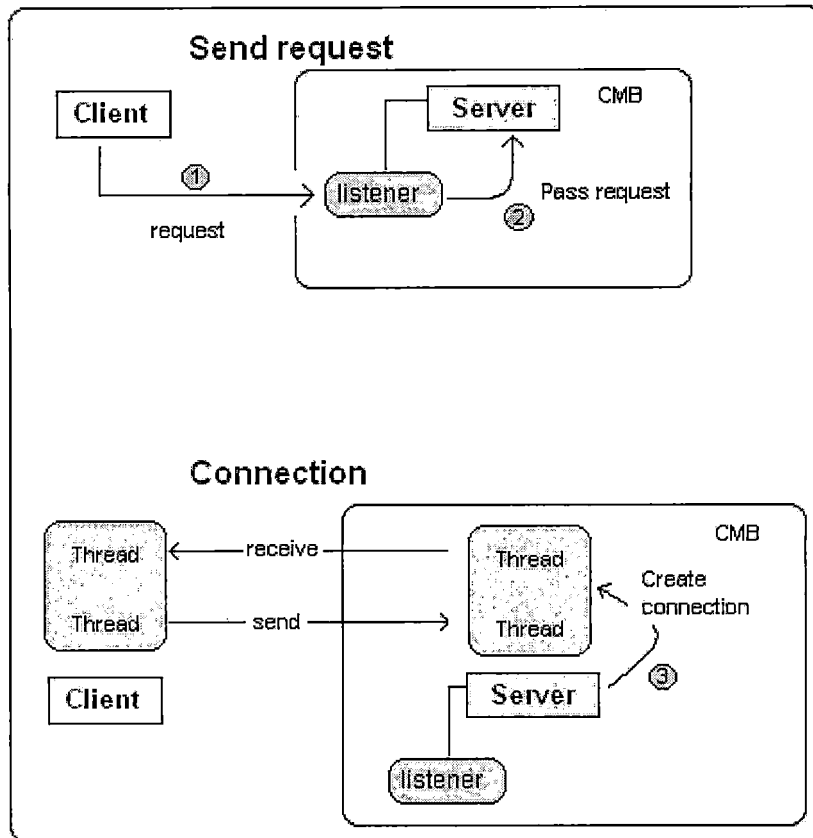 Send request
Client
Server
CMB
1
listener
2
Pass request
request
Connection
Thread
receive
Thread
CMB
Create
connection
Thread
send
Thread
3
Client
Server
listener